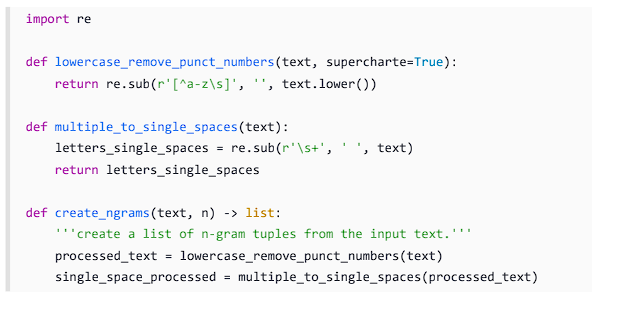 import re
def lowercase_remove_punct_numbers(text, supercharte=True):
return re.sub(r'[^a-z\s]', '', text.lower())
def multiple_to_single_spaces(text):
letters_single_spaces = re.sub(r'\s+', ' ', text)
return letters_single_spaces
def create_ngrams(text, n) -> list:
'''create a list of n-gram tuples from the input text.'''
processed_text = lowercase_remove_punct_numbers(text)
single_space_processed = multiple_to_single_spaces(processed_text)